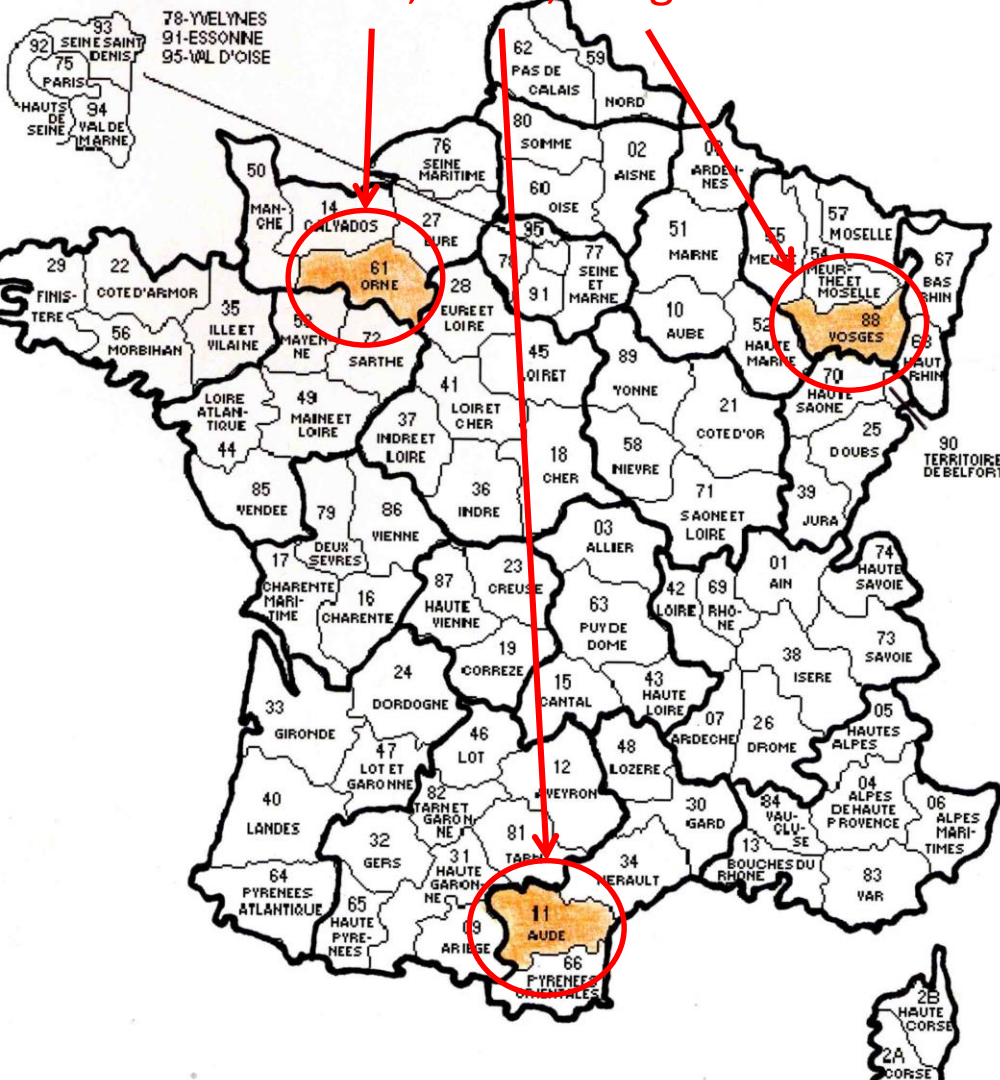 78-YVELYNES
91-ESSONNE
95-VAL D'OISE
93
SEINE SAINT
DENIS
92
75
PARIS
HAUTS
DE
SEINE
94
VAL DE
MARNE
62
PAS DE
CALAIS
59
NORD
80
SOMME
76
SEINE
MARITIME
02
AISNE
60
OISE
ARDEN-
NES
50
MAN-
CHE
14
CALVADOS
27
EURE
95
78
91
77
SEINE
ET
MARNE
51
MARNE
55
MEUSE
57
MOSELLE
54
MEUR-
THE ET
MOSELLE
67
BAS
RHIN
29
FINIS-
TERE
22
COTE D'ARMOR
56
MORBIHAN
35
ILLE ET
VILAINE
61
ORNE
53
MAYEN-
NE
72
SARTHE
28
EURE ET
LOIRE
10
AUBE
52
HAUTE
MARNE
88
VOSGES
68
HAUT
RHIN
45
LOIRET
89
YONNE
70
HAUTE
SAONE
90
TERRITOIRE
DE BELFORT
LOIRE
ATLAN-
TIQUE
44
49
MAINE ET
LOIRE
37
INDRE ET
LOIRE
41
LOIR ET
CHER
18
CHER
58
NIEVRE
21
COTE D'OR
25
DOUBS
39
JURA
85
VENDEE
79
DEUX
SEVRES
86
VIENNE
36
INDRE
71
SAONE ET
LOIRE
03
ALLIER
17
CHARENTE
MARI-
TIME
16
CHARENTE
87
HAUTE
VIENNE
23
CREUSE
63
PUY DE
DOME
42
LOIRE
69
RHO-
NE
01
AIN
74
HAUTE
SAVOIE
73
SAVOIE
19
CORREZE
24
DORDOGNE
15
CANTAL
43
HAUTE
LOIRE
38
ISERE
33
GIRONDE
47
LOT ET
GARONNE
46
LOT
12
AVEYRON
48
LOZERE
07
ARDECHE
26
DROME
05
HAUTES
ALPES
40
LANDES
82
TARN ET
GARON-
NE
81
TARN
30
GARD
84
VAU-
CLU-
SE
04
ALPES
DE HAUTE
PROVENCE
06
ALPES
MARI-
TIMES
32
GERS
31
HAUTE
GARON-
NE
34
HERAULT
13
BOUCHES DU
RHONE
83
VAR
64
PYRENEES
ATLANTIQUE
65
HAUTE
PYRE-
NEES
09
ARIEGE
11
AUDE
66
PYRENEES
ORIENTALES
2B
HAUTE
CORSE
2A
CORSE